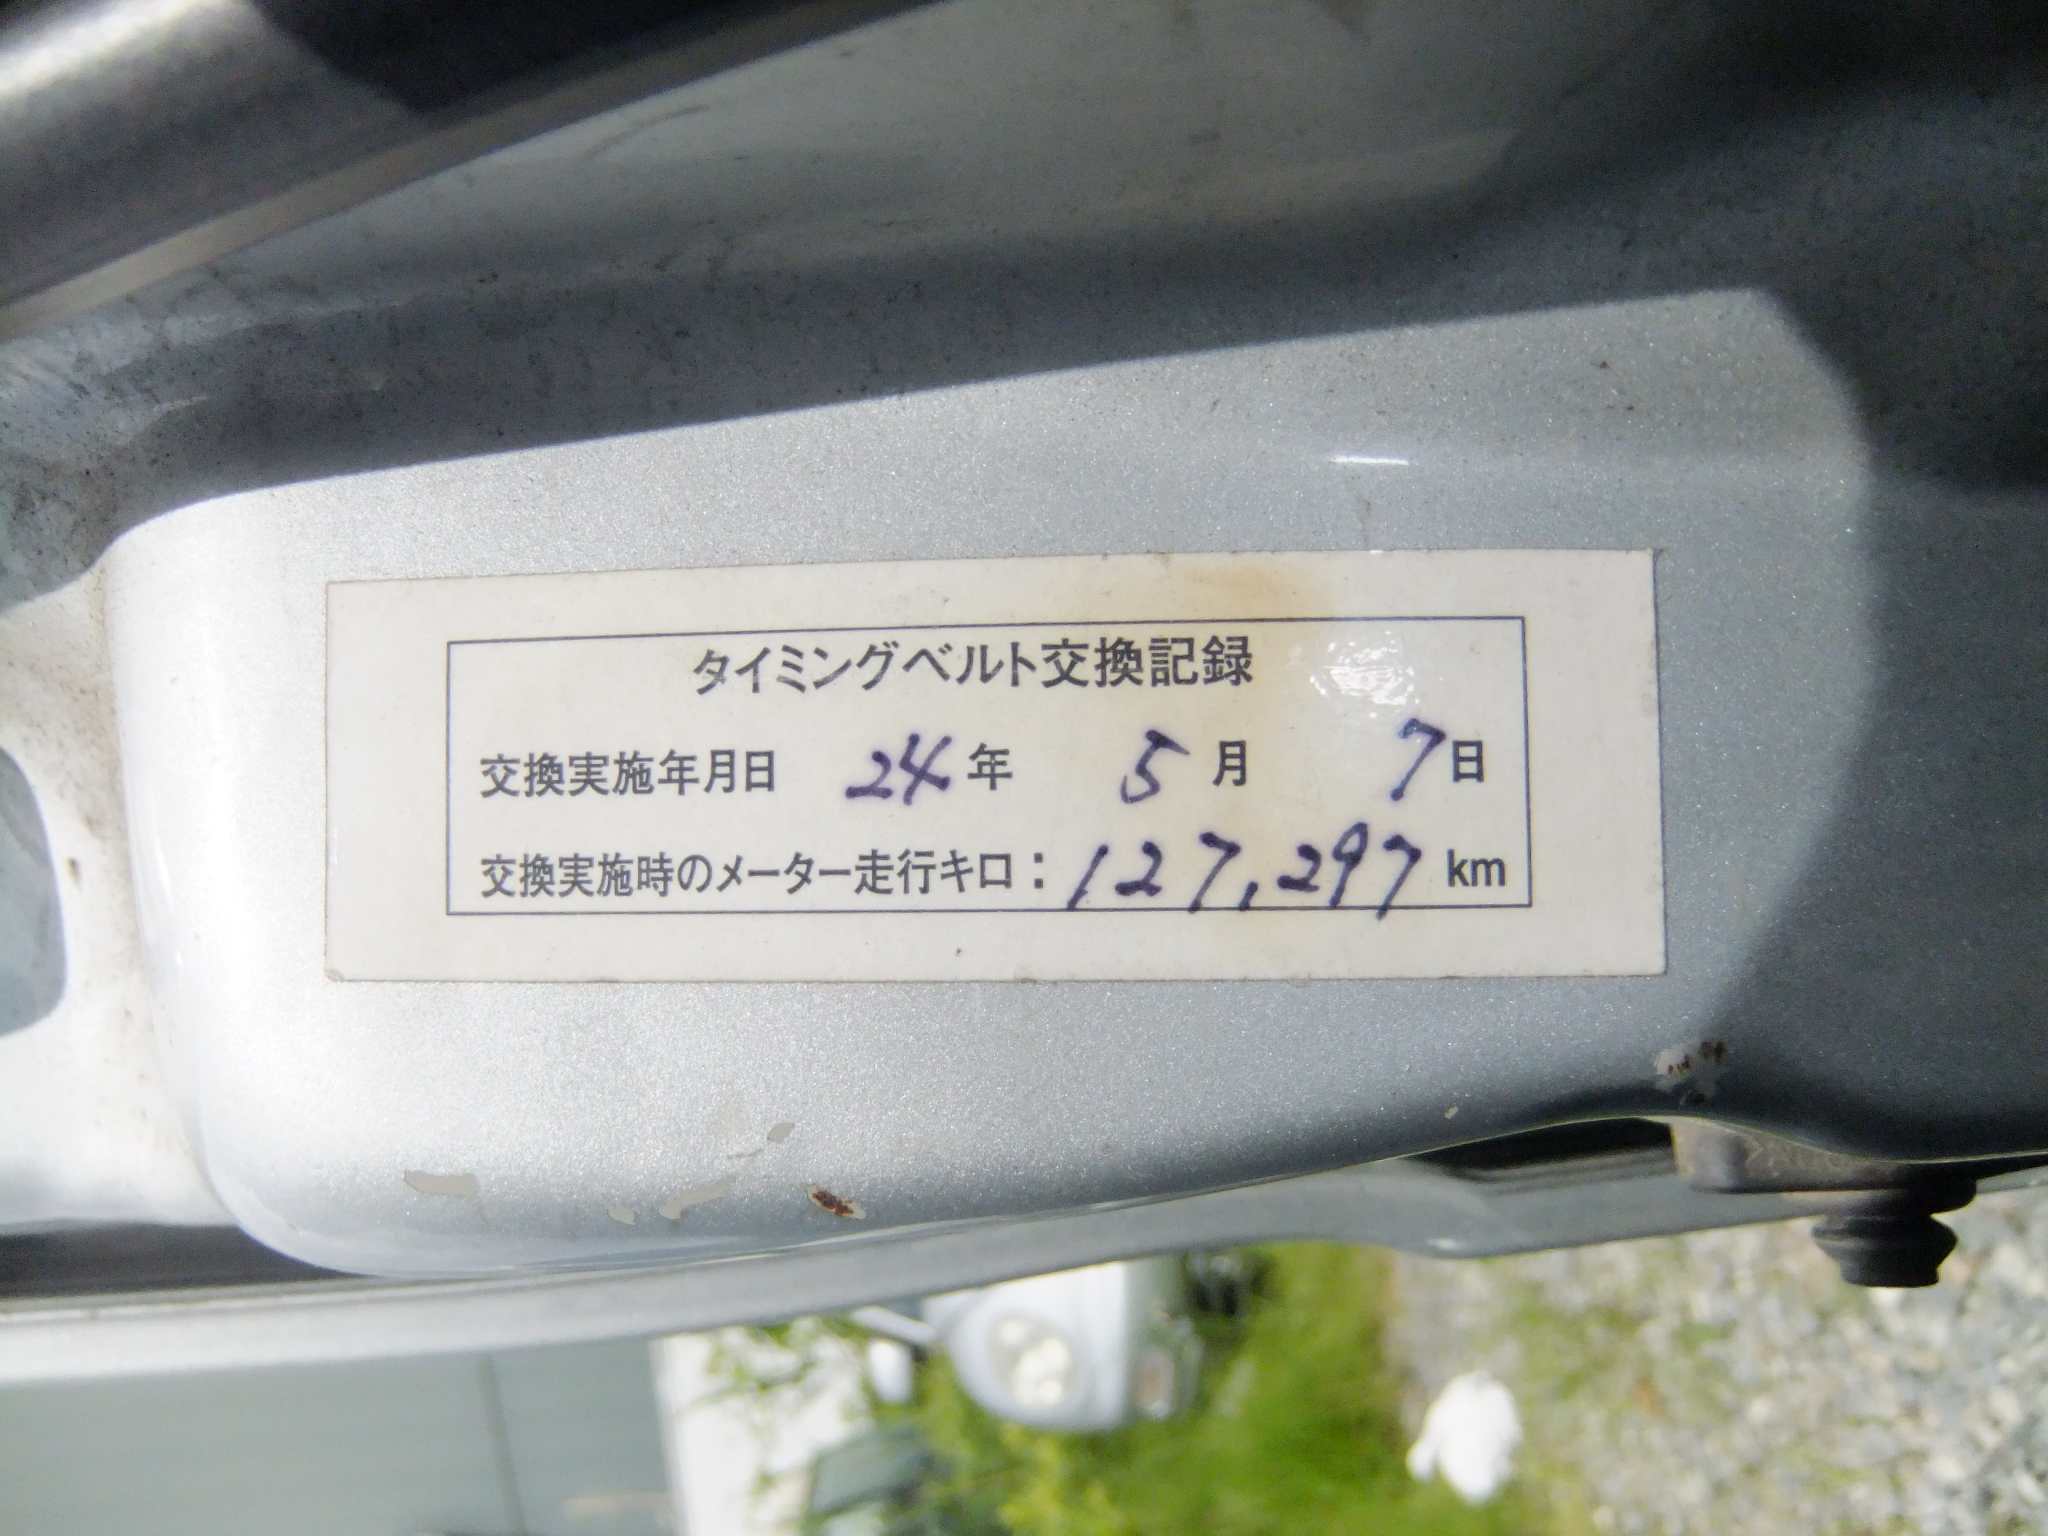 タイミングベルト交換記録
交換実施年月日 24年 5月 7日
交換実施時のメーター走行キロ：127,297 km